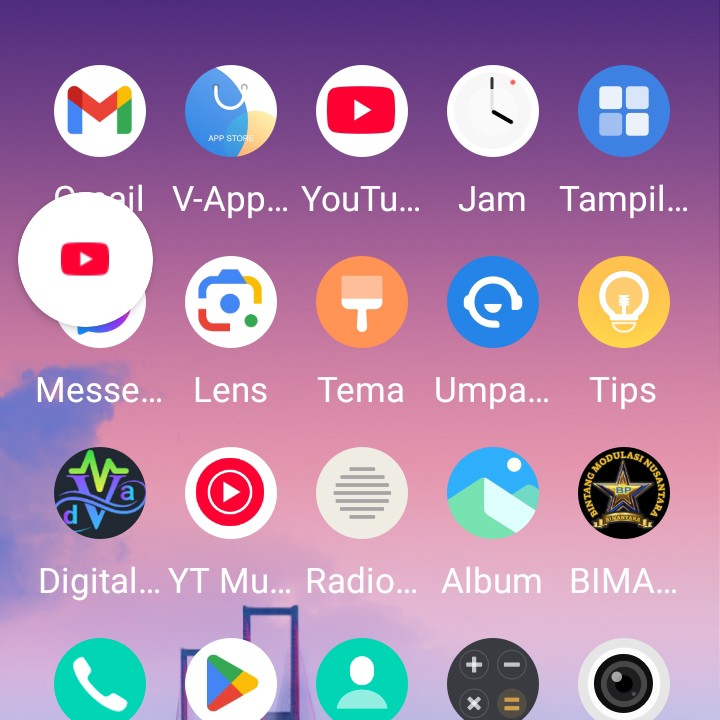 APP STORE
Gmail V-App... YouTu... Jam Tampil...
Messe... Lens Tema Umpa... Tips
d V a
BINTANG MODULASI NUSANTARA
BP
Digital... YT Mu... Radio... Album BIMA...